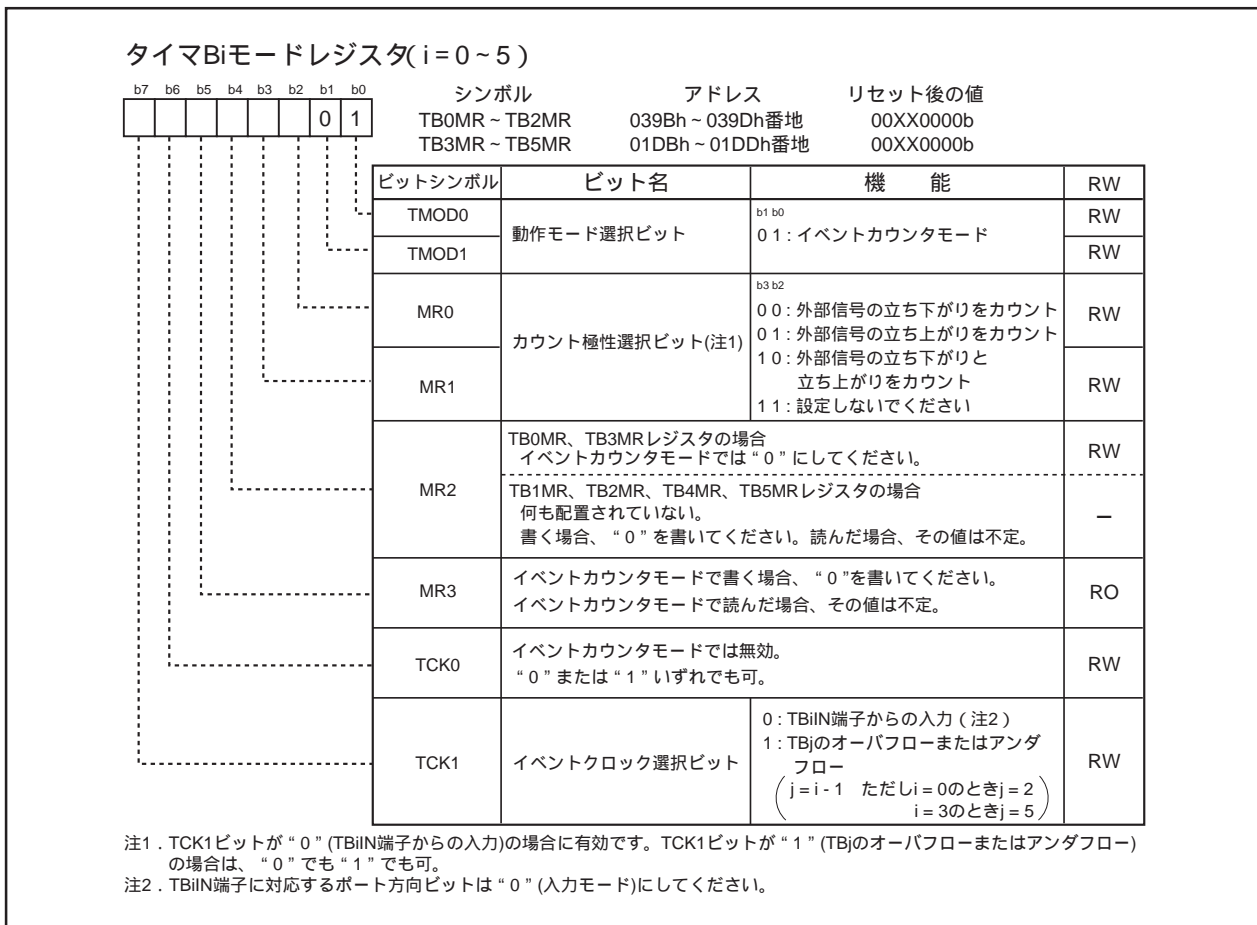 タイマBiモードレジスタ( i = 0 ~ 5 )
b7 b6 b5 b4 b3 b2 b1 b0
0 1
シンボル アドレス リセット後の値
TB0MR ~ TB2MR 039Bh ~ 039Dh番地 00XX0000b
TB3MR ~ TB5MR 01DBh ~ 01DDh番地 00XX0000b
ビットシンボル ビット名 機 能 RW
TMOD0 RW
動作モード選択ビット
b1 b0
0 1 : イベントカウンタモード
TMOD1 RW
MR0 RW
カウント極性選択ビット(注1)
b3 b2
0 0 : 外部信号の立ち下がりをカウント
0 1 : 外部信号の立ち上がりをカウント
1 0 : 外部信号の立ち下がりと
立ち上がりをカウント
1 1 : 設定しないでください
MR1 RW
MR2
TB0MR、TB3MRレジスタの場合
イベントカウンタモードでは “ 0 ” にしてください。
RW
TB1MR、TB2MR、TB4MR、TB5MRレジスタの場合
何も配置されていない。
書く場合、 “ 0 ” を書いてください。読んだ場合、その値は不定。
−
MR3
イベントカウンタモードで書く場合、 “ 0 ”を書いてください。
イベントカウンタモードで読んだ場合、その値は不定。
RO
TCK0
イベントカウンタモードでは無効。
“ 0 ” または “ 1 ” いずれでも可。
RW
TCK1
イベントクロック選択ビット
0 : TBiIN端子からの入力 ( 注2 )
1 : TBjのオーバフローまたはアンダ
フロー
( j = i - 1 ただし i = 0のとき j = 2
i = 3のとき j = 5 )
RW
注1 . TCK1ビットが “ 0 ” (TBiIN端子からの入力)の場合に有効です。TCK1ビットが “ 1 ” (TBjのオーバフローまたはアンダフロー)
の場合は、 “ 0 ” でも “ 1 ” でも可。
注2 . TBiIN端子に対応するポート方向ビットは “ 0 ” (入力モード)にしてください。